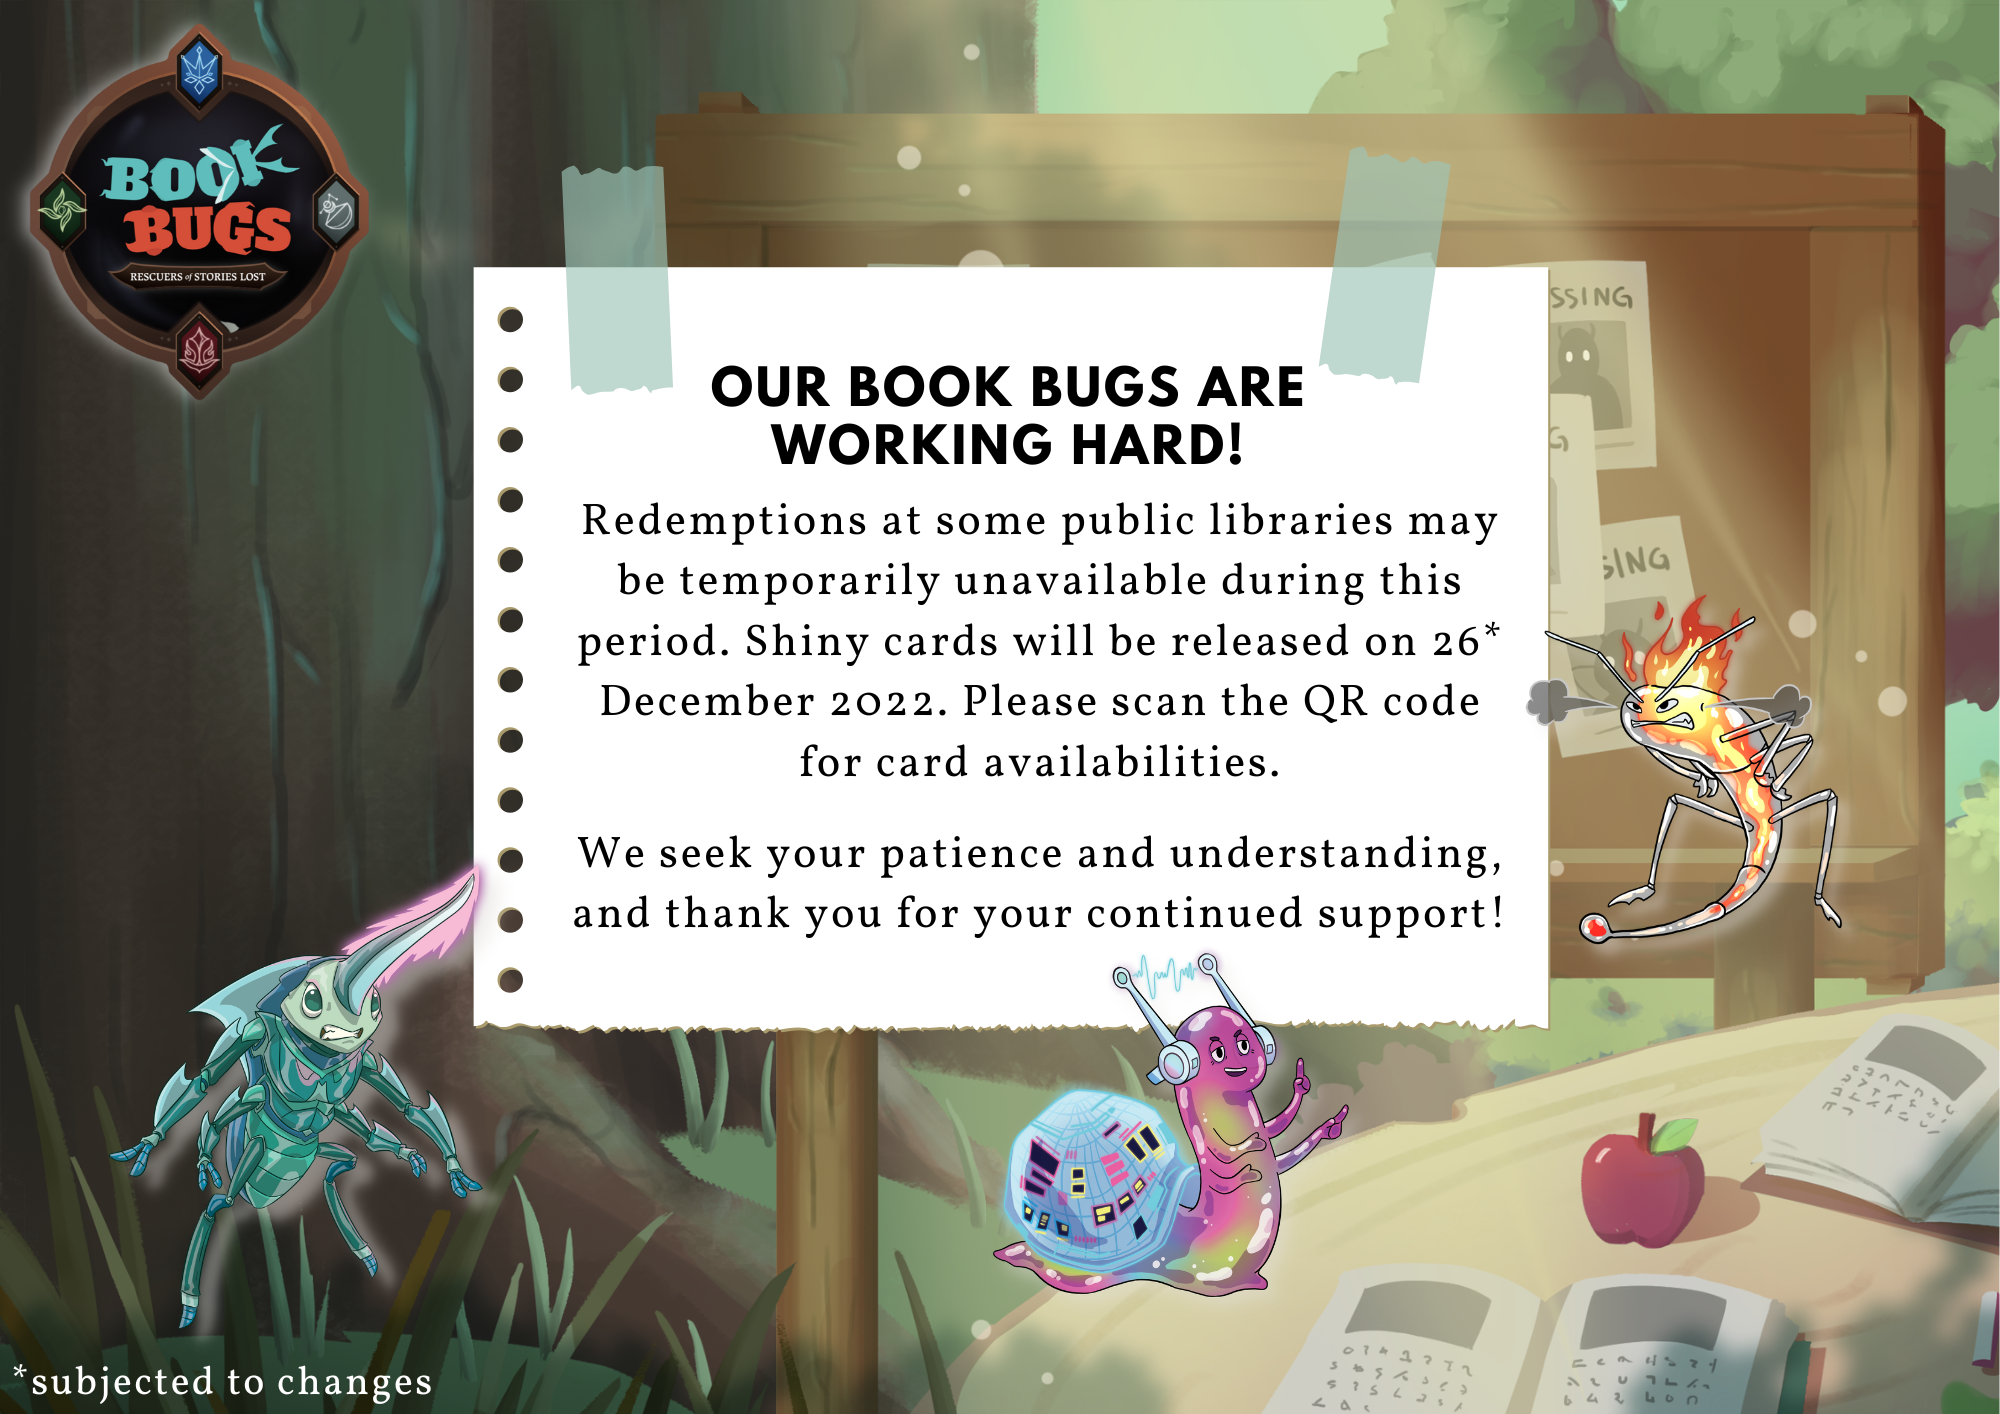 BOOK
BUGS
RESCUERS of STORIES LOST
SSING
G
SING
OUR BOOK BUGS ARE
WORKING HARD!
Redemptions at some public libraries may
be temporarily unavailable during this
period. Shiny cards will be released on 26*
December 2022. Please scan the QR code
for card availabilities.
We seek your patience and understanding,
and thank you for your continued support!
*subjected to changes